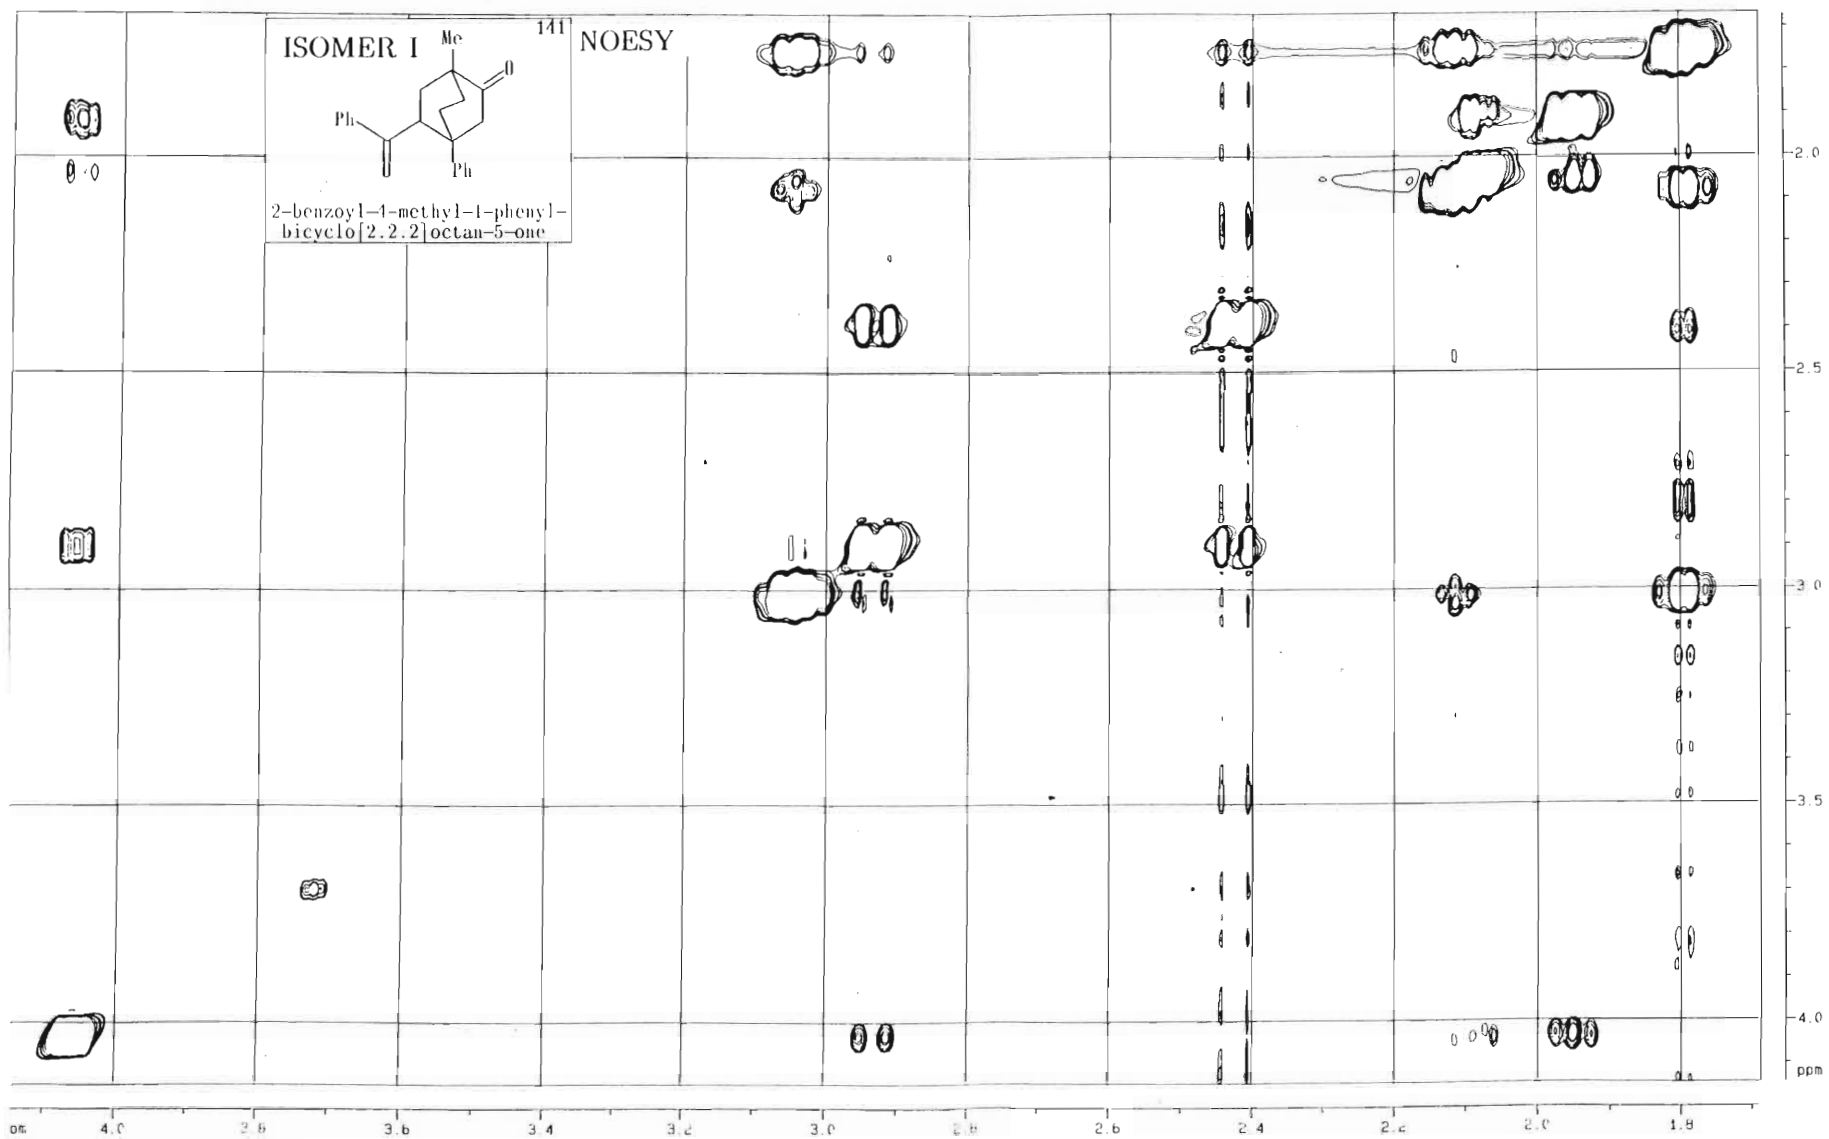 141
ISOMER I
NOESY
Me
O
Ph
O
Ph
2-benzoyl-4-methyl-1-phenyl-
bicyclo[2.2.2]octan-5-one
2.0
2.5
3.0
3.5
4.0
ppm
4.0 3.6 3.4 3.2 3.0 2.6 2.4 2.2 2.0 1.8